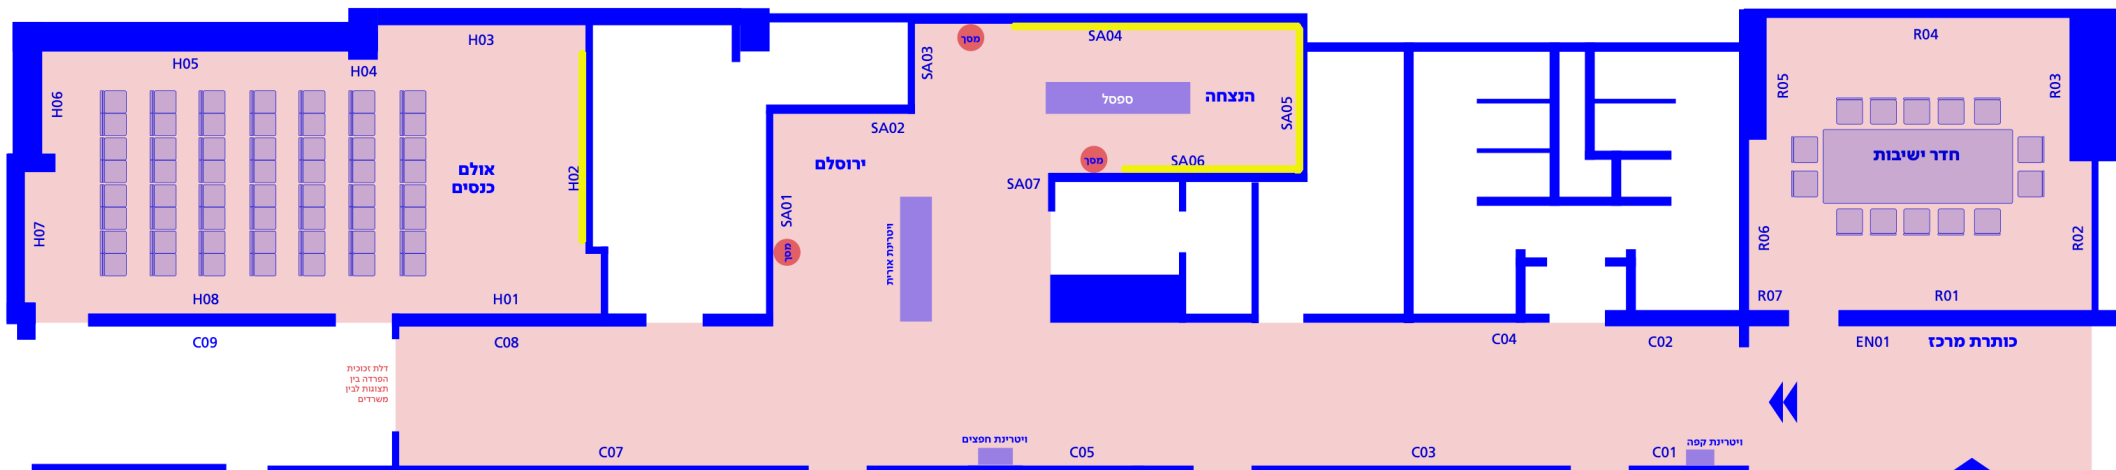 H03
H05
H04
H06
H07
H02
אולם
כנסים
H08
H01
C09
C08
דלת זכוכית
הפרדה בין
תצוגות לבין
משרדים
C07
מסך
SA04
SA03
ספסל
הנצחה
SA05
SA02
ירוסלם
מסך
SA06
SA07
SA01
מסך
ויטרינת אורית
ויטרינת חפצים
C05
R04
R05
R03
חדר ישיבות
R06
R02
R07
R01
C04
C02
EN01
כותרת מרכז
C03
C01
ויטרינת קפה